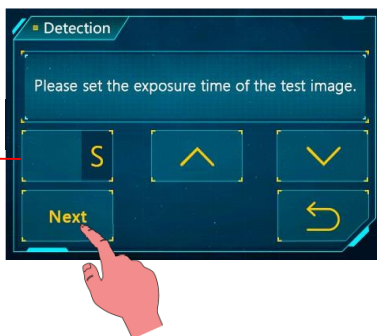 Detection
Please set the exposure time of the test image.
S
Next